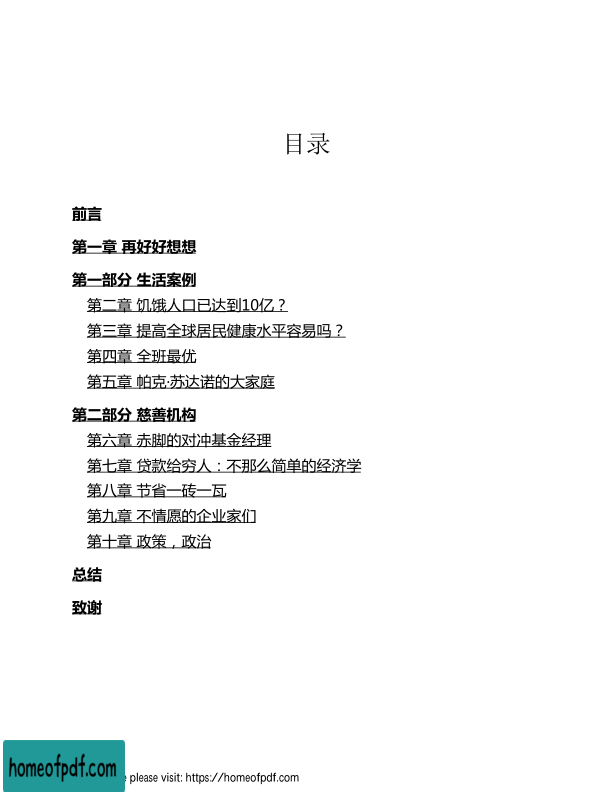 目录
前言
第一章 再好好想想
第一部分 生活案例
第二章 饥饿人口已达到10亿？
第三章 提高全球居民健康水平容易吗？
第四章 全班最优
第五章 帕克·苏达诺的大家庭
第二部分 慈善机构
第六章 赤脚的对冲基金经理
第七章 贷款给穷人：不那么简单的经济学
第八章 节省一砖一瓦
第九章 不情愿的企业家们
第十章 政策，政治
总结
致谢
homeofpdf.com
please visit: https://homeofpdf.com